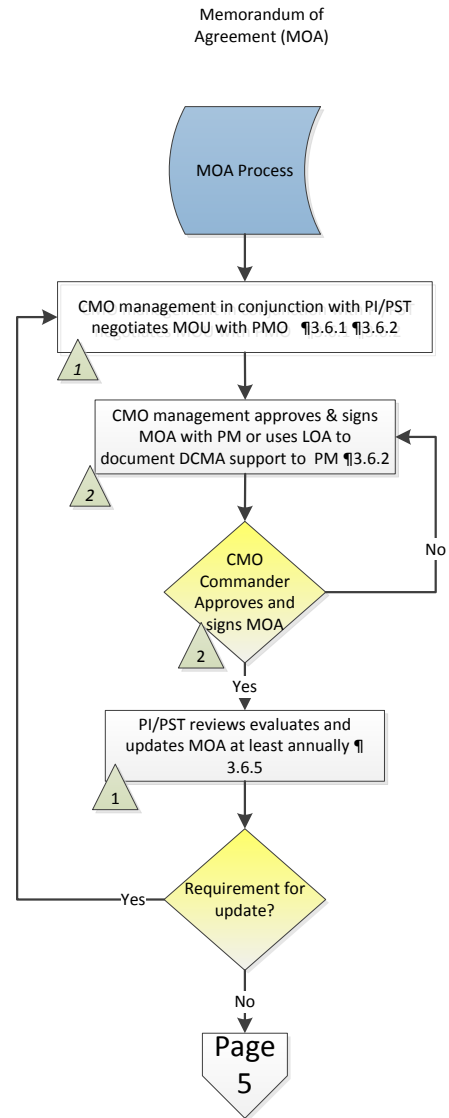 Memorandum of
Agreement (MOA)
MOA Process
CMO management in conjunction with PI/PST
negotiates MOU with PMO ¶3.6.1 ¶3.6.2
1
CMO management approves & signs
MOA with PM or uses LOA to
document DCMA support to PM ¶3.6.2
2
No
CMO
Commander
Approves and
signs MOA
2
Yes
PI/PST reviews evaluates and
updates MOA at least annually ¶
3.6.5
1
Requirement for
update?
Yes
No
Page
5